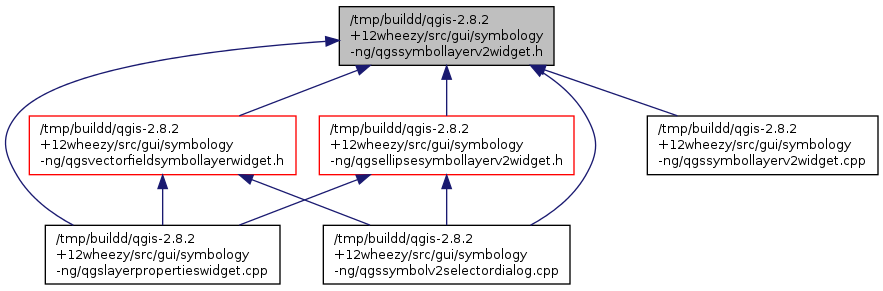 /tmp/buildd/qgis-2.8.2
+12wheezy/src/gui/symbology
-ng/qgssymbollayerv2widget.h
/tmp/buildd/qgis-2.8.2
+12wheezy/src/gui/symbology
-ng/qgsvectorfieldsymbollayerwidget.h
/tmp/buildd/qgis-2.8.2
+12wheezy/src/gui/symbology
-ng/qgsellipsesymbollayerv2widget.h
/tmp/buildd/qgis-2.8.2
+12wheezy/src/gui/symbology
-ng/qgssymbollayerv2widget.cpp
/tmp/buildd/qgis-2.8.2
+12wheezy/src/gui/symbology
-ng/qgslayerpropertieswidget.cpp
/tmp/buildd/qgis-2.8.2
+12wheezy/src/gui/symbology
-ng/qgssymbolv2selectordialog.cpp